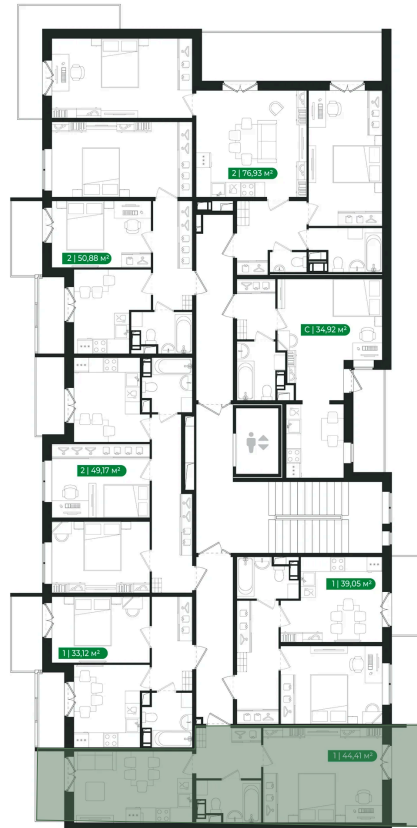 2 | 76,93 м²
2 | 50,88 м²
С | 34,92 м²
2 | 49,17 м²
1 | 39,05 м²
1 | 33,12 м²
1 | 44,41 м²